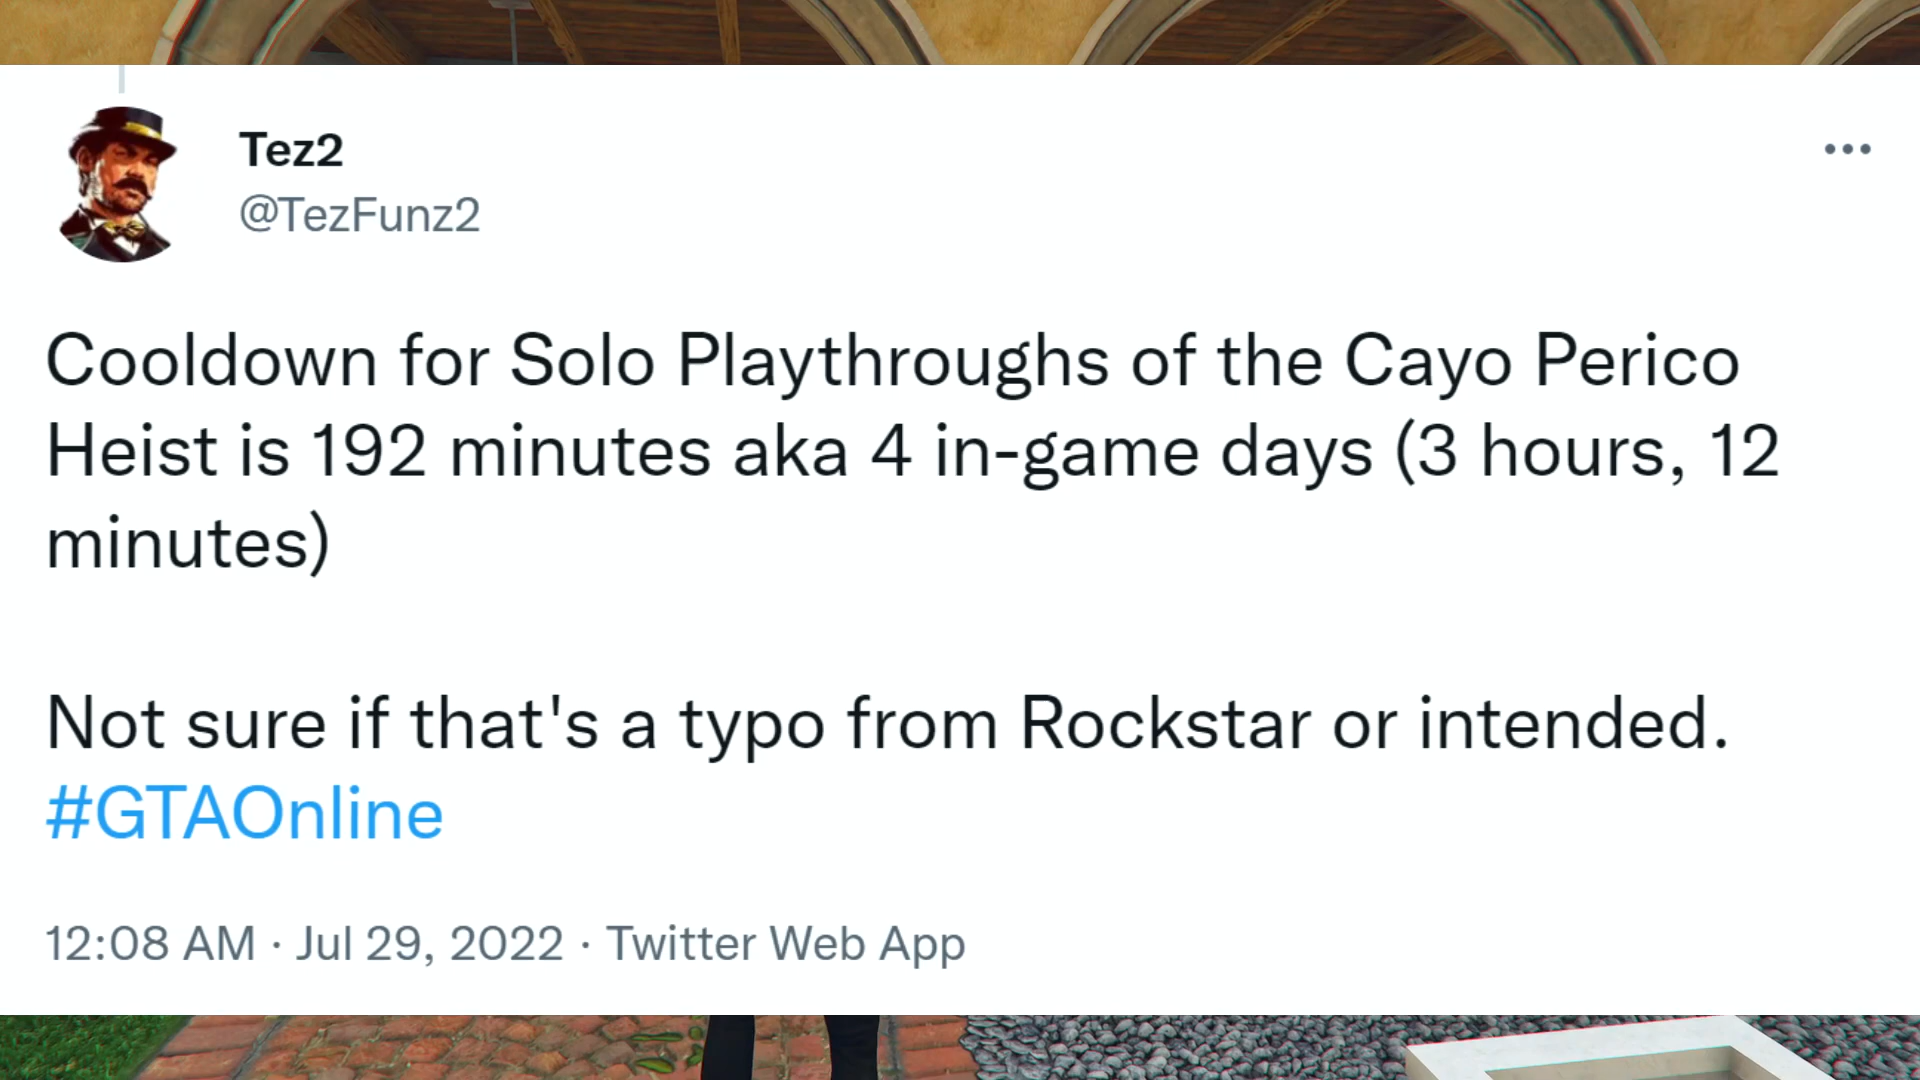 Tez2
@TezFunz2
Cooldown for Solo Playthroughs of the Cayo Perico
Heist is 192 minutes aka 4 in-game days (3 hours, 12
minutes)
Not sure if that's a typo from Rockstar or intended.
#GTAOnline
12:08 AM · Jul 29, 2022 · Twitter Web App